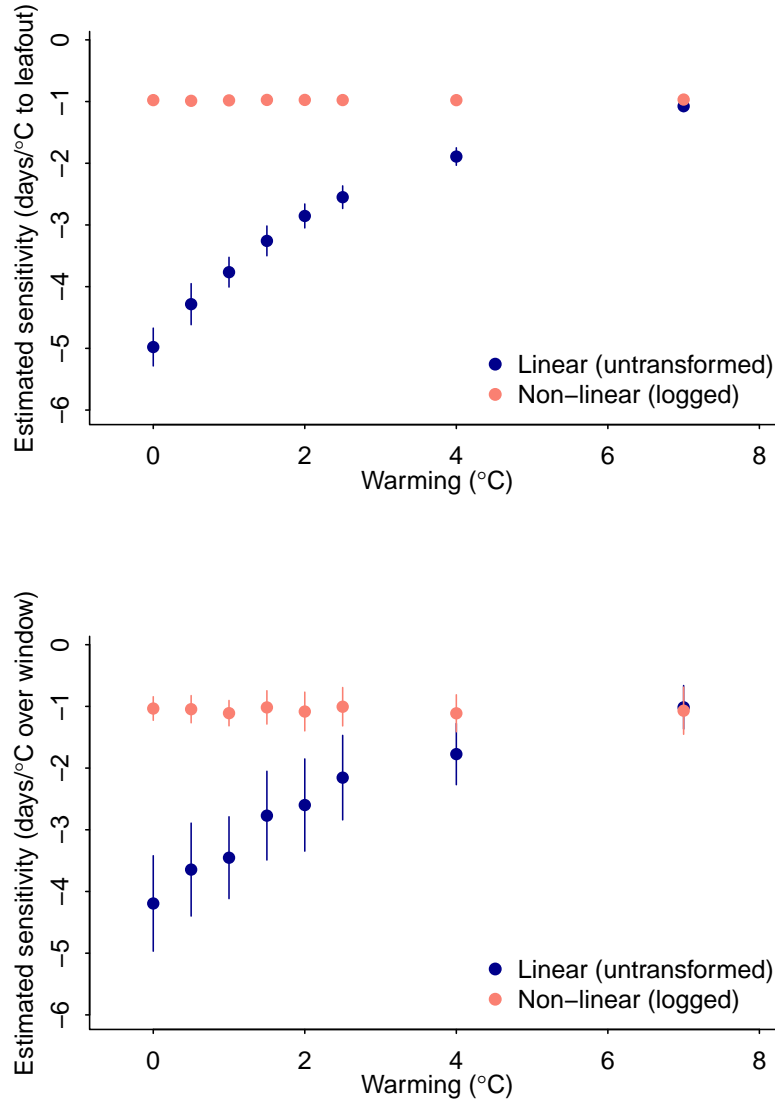 Estimated sensitivity (days/°C to leafout)
0
−1
−2
−3
−4
−5
−6
Linear (untransformed)
Non−linear (logged)
0 2 4 6 8
Warming (°C)
Estimated sensitivity (days/°C over window)
0
−1
−2
−3
−4
−5
−6
Linear (untransformed)
Non−linear (logged)
0 2 4 6 8
Warming (°C)